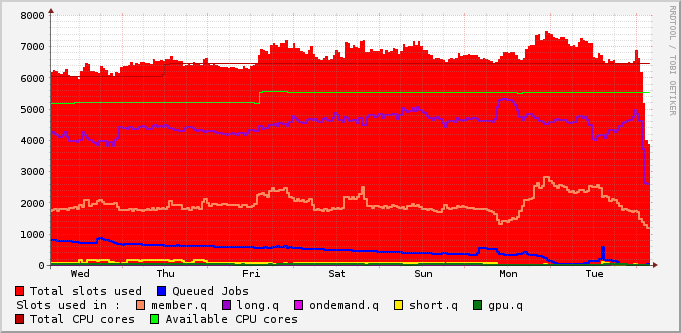 8000
7000
6000
5000
4000
3000
2000
1000
0
Wed Thu Fri Sat Sun Mon Tue
RRDTOOL / TOBI OETIKER
Total slots used Queued Jobs
Slots used in : member.q long.q ondemand.q short.q gpu.q
Total CPU cores Available CPU cores